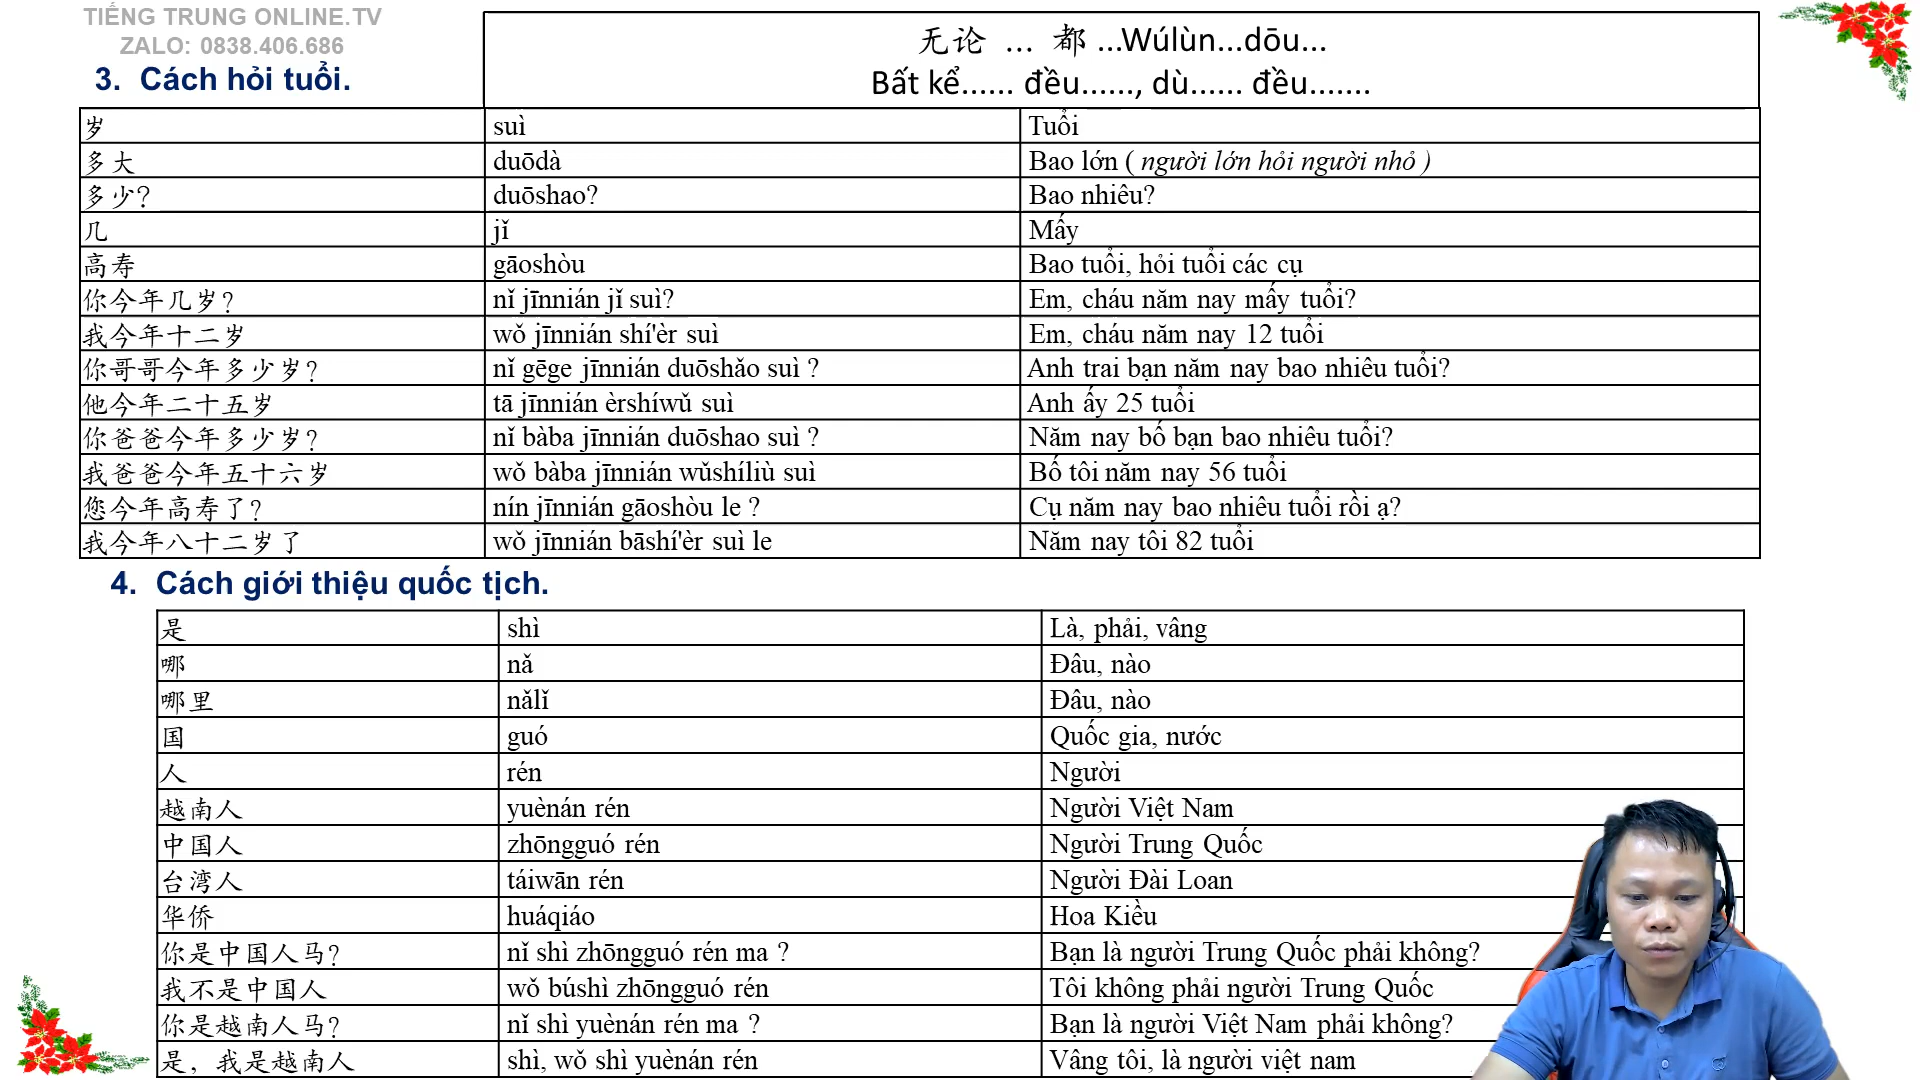 TIẾNG TRUNG ONLINE.TV
ZALO: 0838.406.686
3. Cách hỏi tuổi.
无论 ... 都 ...Wúlùn...dōu...
Bất kể...... đều......, dù...... đều.......
岁 suì Tuổi
多大 duōdà Bao lớn ( người lớn hỏi người nhỏ )
多少？ duōshao? Bao nhiêu?
几 jǐ Mấy
高寿 gāoshòu Bao tuổi, hỏi tuổi các cụ
你今年几岁？ nǐ jīnnián jǐ suì? Em, cháu năm nay mấy tuổi?
我今年十二岁 wǒ jīnnián shí'èr suì Em, cháu năm nay 12 tuổi
你哥哥今年多少岁？ nǐ gēge jīnnián duōshǎo suì ? Anh trai bạn năm nay bao nhiêu tuổi?
他今年二十五岁 tā jīnnián èrshíwǔ suì Anh ấy 25 tuổi
你爸爸今年多少岁？ nǐ bàba jīnnián duōshao suì ? Năm nay bố bạn bao nhiêu tuổi?
我爸爸今年五十六岁 wǒ bàba jīnnián wǔshíliù suì Bố tôi năm nay 56 tuổi
您今年高寿了？ nín jīnnián gāoshòu le ? Cụ năm nay bao nhiêu tuổi rồi ạ?
我今年八十二岁了 wǒ jīnnián bāshí'èr suì le Năm nay tôi 82 tuổi
4. Cách giới thiệu quốc tịch.
是 shì Là, phải, vâng
哪 nǎ Đâu, nào
哪里 nǎlǐ Đâu, nào
国 guó Quốc gia, nước
人 rén Người
越南人 yuènán rén Người Việt Nam
中国人 zhōngguó rén Người Trung Quốc
台湾人 táiwān rén Người Đài Loan
华侨 huáqiáo Hoa Kiều
你是中国人马？ nǐ shì zhōngguó rén ma ? Bạn là người Trung Quốc phải không?
我不是中国人 wǒ búshì zhōngguó rén Tôi không phải người Trung Quốc
你是越南人马？ nǐ shì yuènán rén ma ? Bạn là người Việt Nam phải không?
是，我是越南人 shì, wǒ shì yuènán rén Vâng tôi, là người việt nam